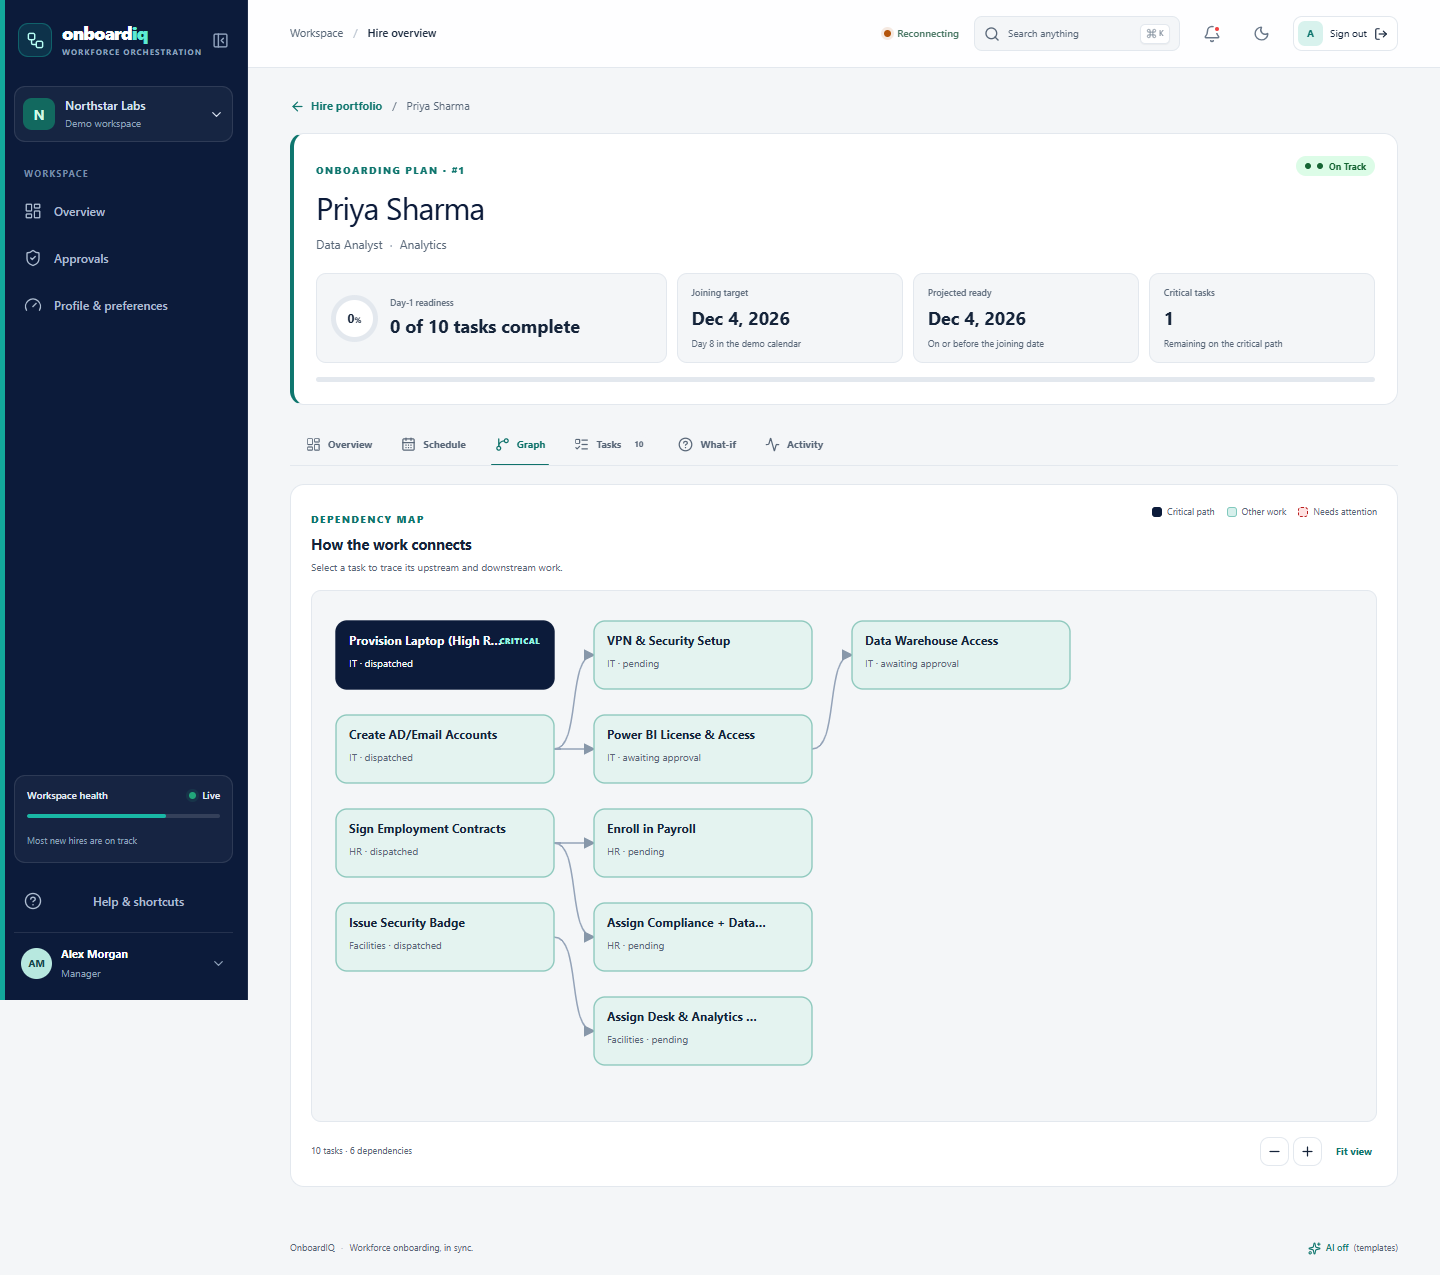 onboardiq
WORKFORCE ORCHESTRATION
N
Northstar Labs
Demo workspace
WORKSPACE
Overview
Approvals
Profile & preferences
Workspace health
Live
Most new hires are on track
Help & shortcuts
AM
Alex Morgan
Manager
Workspace / Hire overview
Reconnecting
Search anything
⌘ K
A
Sign out
Hire portfolio / Priya Sharma
ONBOARDING PLAN · #1
On Track
Priya Sharma
Data Analyst · Analytics
0%
Day-1 readiness
0 of 10 tasks complete
Joining target
Dec 4, 2026
Day 8 in the demo calendar
Projected ready
Dec 4, 2026
On or before the joining date
Critical tasks
1
Remaining on the critical path
Overview
Schedule
Graph
Tasks 10
What-if
Activity
DEPENDENCY MAP
Critical path
Other work
Needs attention
How the work connects
Select a task to trace its upstream and downstream work.
Provision Laptop (High R...
CRITICAL
IT · dispatched
VPN & Security Setup
IT · pending
Data Warehouse Access
IT · awaiting approval
Create AD/Email Accounts
IT · dispatched
Power BI License & Access
IT · awaiting approval
Sign Employment Contracts
HR · dispatched
Enroll in Payroll
HR · pending
Issue Security Badge
Facilities · dispatched
Assign Compliance + Data...
HR · pending
Assign Desk & Analytics ...
Facilities · pending
10 tasks · 6 dependencies
Fit view
OnboardIQ · Workforce onboarding, in sync.
AI off (templates)